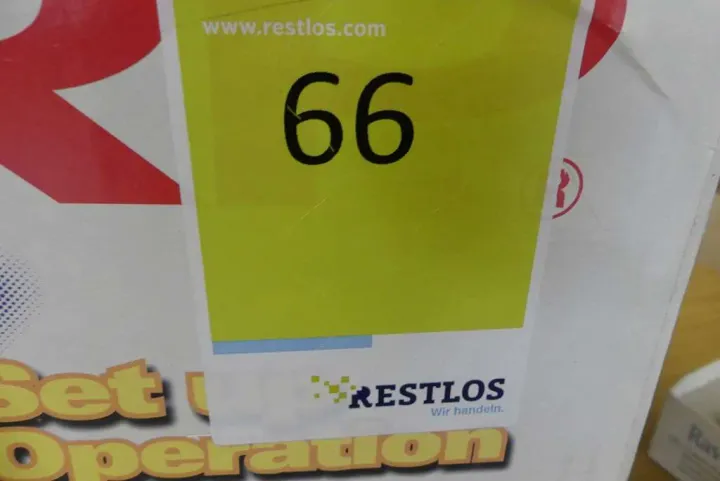 www.restlos.com
66
®
Set
RESTLOS
Wir handeln.
Operation